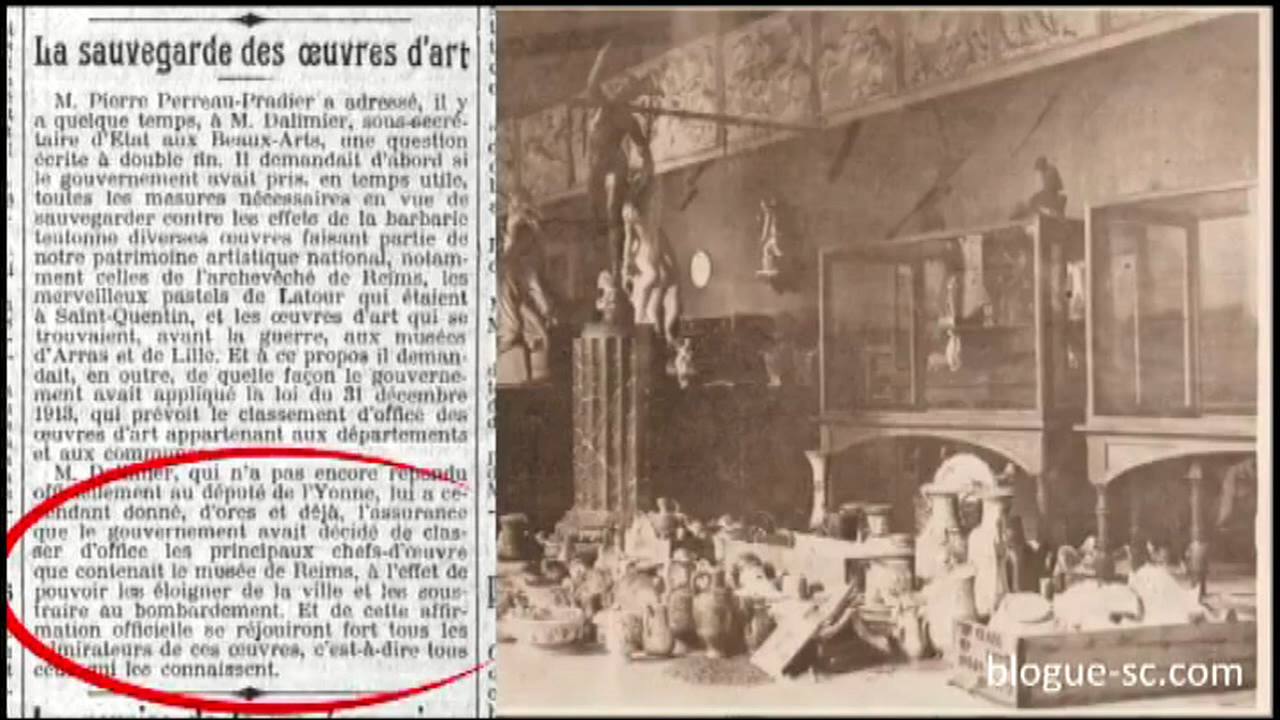 La sauvegarde des œuvres d'art
M. Pierre Perreau-Pradier a adressé, il y
a quelque temps, à M. Dalimier, sous-secré-
taire d'Etat aux Beaux-Arts, une question
écrite à double fin. Il demandait d'abord si
le gouvernement avait pris, en temps utile,
toutes les mesures nécessaires en vue de
sauvegarder contre les effets de la barbarie
teutonne diverses œuvres faisant partie de
notre patrimoine artistique national, notam-
ment celles de l'archevêché de Reims, les
merveilleux pastels de Latour qui étaient
à Saint-Quentin, et les œuvres d'art qui se
trouvaient, avant la guerre, aux musées
d'Arras et de Lille. Et à ce propos il deman-
dait, en outre, de quelle façon le gouverne-
ment avait appliqué la loi du 31 décembre
1913, qui prévoit le classement d'office des
œuvres d'art appartenant aux départements
et aux communes.
M. Dalimier, qui n'a pas encore répondu
officiellement au député de l'Yonne, lui a ce-
pendant donné, d'ores et déjà, l'assurance
que le gouvernement avait décidé de clas-
ser d'office les principaux chefs-d'œuvre
que contenait le musée de Reims, à l'effet de
pouvoir les éloigner de la ville et les sous-
traire au bombardement. Et de cette affir-
mation officielle se réjouiront fort tous les
admirateurs de ces œuvres, c'est-à-dire tous
ceux qui les connaissent.
blogue-sc.com